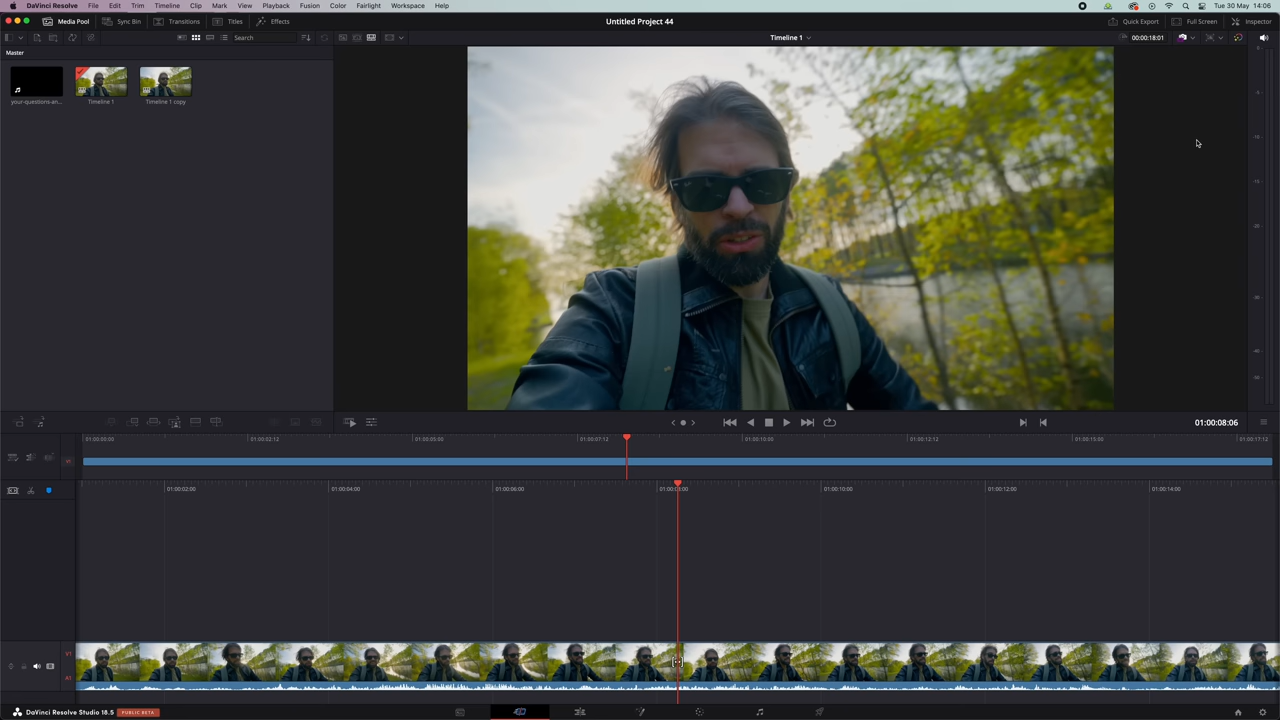 DaVinci Resolve File Edit Trim Timeline Clip Mark View Playback Fusion Color Fairlight Workspace Help Tue 30 May 14:06
Media Pool Sync Bin Transitions Titles Effects Untitled Project 44 Quick Export Full Screen Inspector
Search Timeline 1 00:00:18:01
Master
your-questions-an... Timeline 1 Timeline 1 copy
01:00:08:06
01:00:00:00 01:00:02:12 01:00:05:00 01:00:07:12 01:00:10:00 01:00:12:12 01:00:15:00 01:00:17:12
01:00:02:00 01:00:04:00 01:00:06:00 01:00:08:00 01:00:10:00 01:00:12:00 01:00:14:00
V1
A1
DaVinci Resolve Studio 18.5 PUBLIC BETA